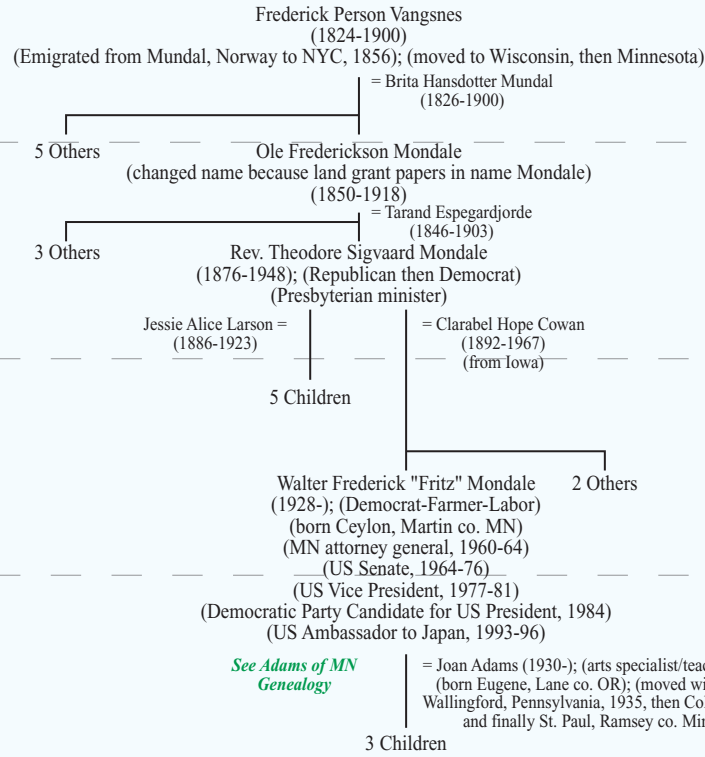 Frederick Person Vangsnes
(1824-1900)
(Emigrated from Mundal, Norway to NYC, 1856); (moved to Wisconsin, then Minnesota)
= Brita Hansdotter Mundal
(1826-1900)
5 Others
Ole Frederickson Mondale
(changed name because land grant papers in name Mondale)
(1850-1918)
= Tarand Espegardjorde
(1846-1903)
3 Others
Rev. Theodore Sigvaard Mondale
(1876-1948); (Republican then Democrat)
(Presbyterian minister)
Jessie Alice Larson =
(1886-1923)
= Clarabel Hope Cowan
(1892-1967)
(from Iowa)
5 Children
Walter Frederick "Fritz" Mondale
2 Others
(1928-); (Democrat-Farmer-Labor)
(born Ceylon, Martin co. MN)
(MN attorney general, 1960-64)
(US Senate, 1964-76)
(US Vice President, 1977-81)
(Democratic Party Candidate for US President, 1984)
(US Ambassador to Japan, 1993-96)
See Adams of MN
Genealogy
= Joan Adams (1930-); (arts specialist/teac
(born Eugene, Lane co. OR); (moved wi
Wallingford, Pennsylvania, 1935, then Col
and finally St. Paul, Ramsey co. Min
3 Children